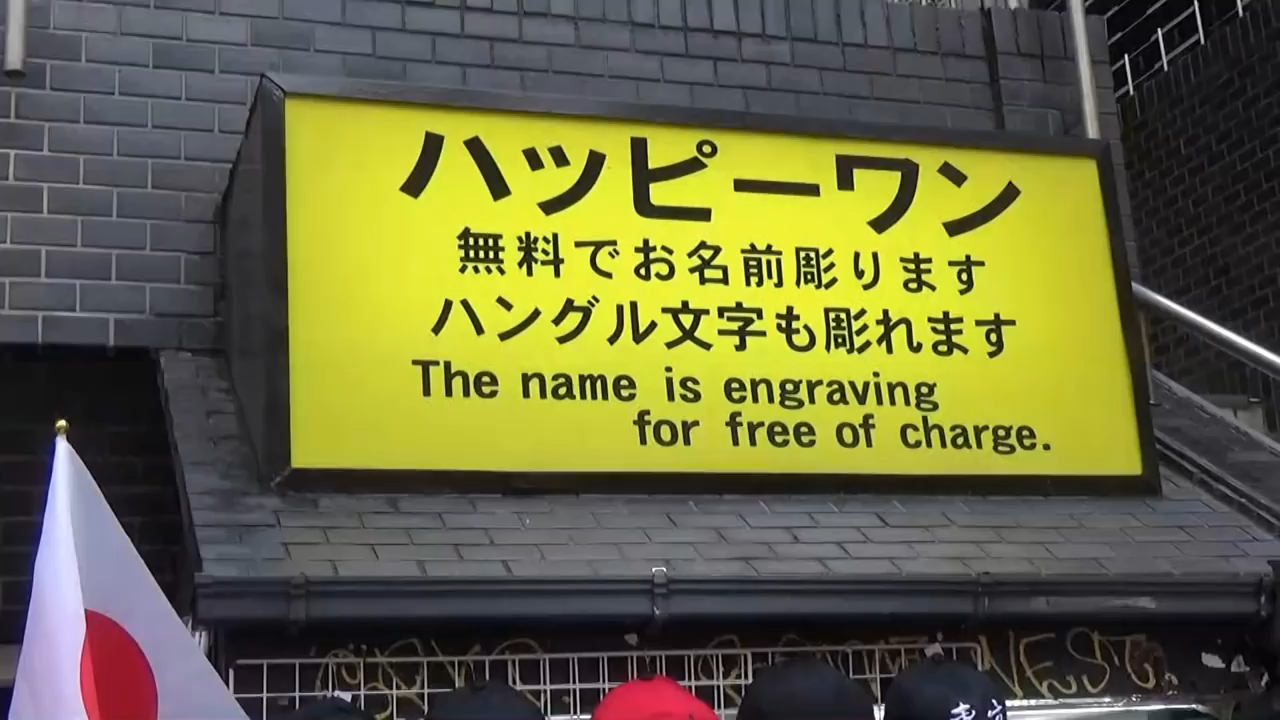 ハッピーワン
無料でお名前彫ります
ハングル文字も彫れます
The name is engraving
for free of charge.